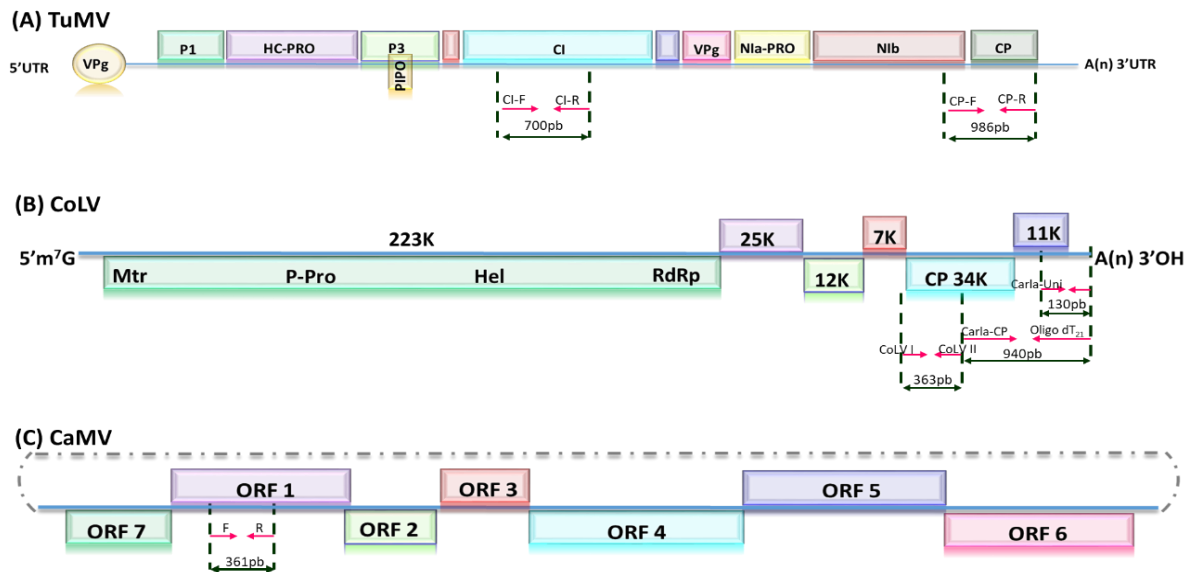 (A) TuMV
P1 HC-PRO P3 CI VPg NIa-PRO NIb CP
5'UTR VPg PIPO A(n) 3'UTR
CI-F CI-R CP-F CP-R
700pb 986pb
(B) CoLV
223K 25K 7K 11K
5'm⁷G A(n) 3'OH
Mtr P-Pro Hel RdRp 12K CP 34K
Carla-Uni
130pb
Carla-CP Oligo dT₂₁
CoLV I CoLV II 940pb
363pb
(C) CaMV
ORF 1 ORF 3 ORF 5
ORF 7 F R ORF 2 ORF 4 ORF 6
361pb